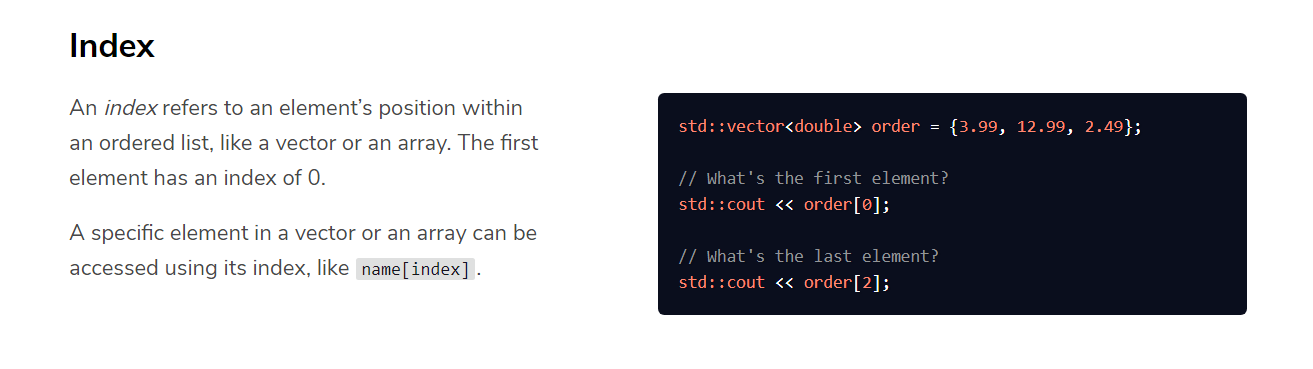 Index
An index refers to an element’s position within
an ordered list, like a vector or an array. The first
element has an index of 0.
A specific element in a vector or an array can be
accessed using its index, like name[index].
std::vector<double> order = {3.99, 12.99, 2.49};
// What's the first element?
std::cout << order[0];
// What's the last element?
std::cout << order[2];